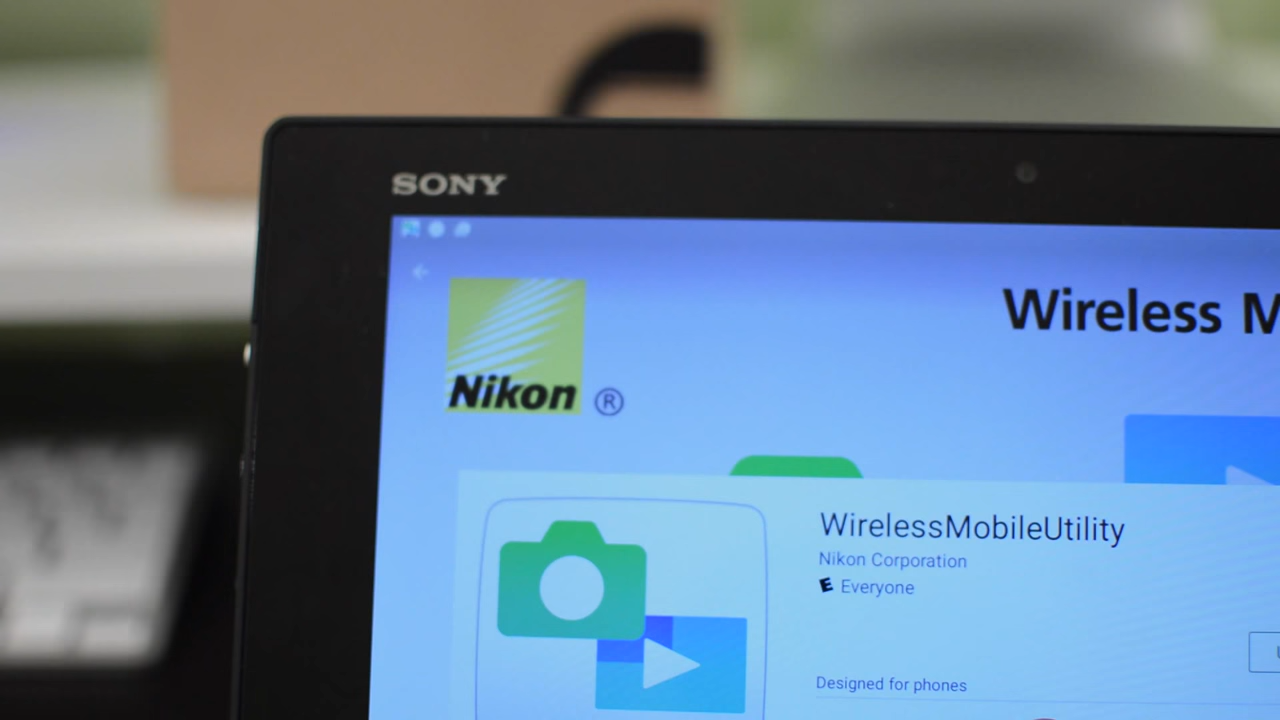 SONY
Nikon ®
Wireless M
WirelessMobileUtility
Nikon Corporation
E Everyone
Designed for phones